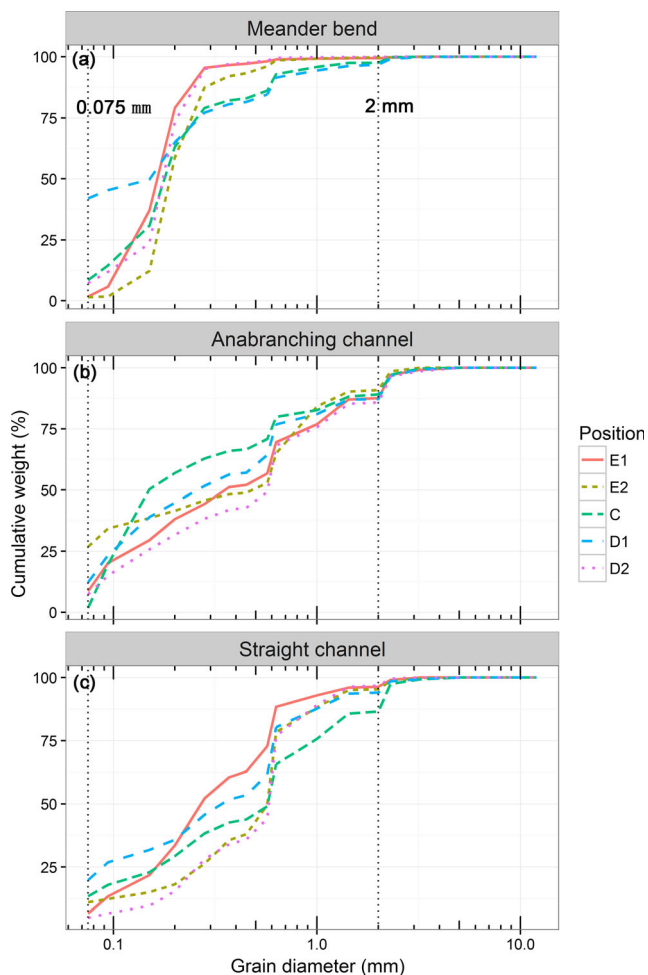 Meander bend
(a)
100
75
50
25
0
0.075 mm
2 mm
Anabranching channel
(b)
100
75
50
25
0
Cumulative weight (%)
Position
E1
E2
C
D1
D2
Straight channel
(c)
100
75
50
25
0.1
1.0
10.0
Grain diameter (mm)